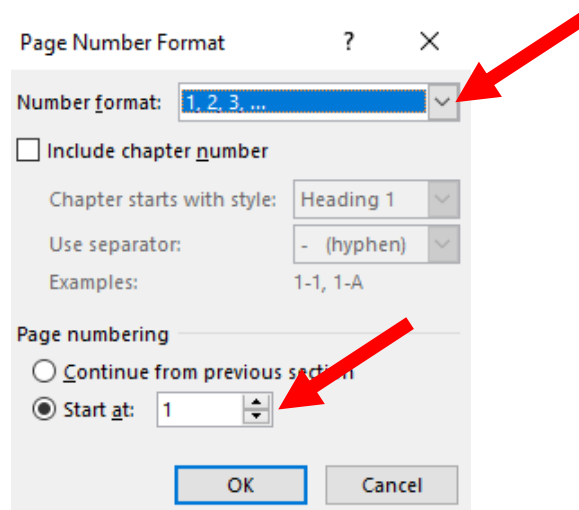 Page Number Format ? ×
Number format: 1, 2, 3, ...
Include chapter number
Chapter starts with style: Heading 1
Use separator: - (hyphen)
Examples: 1-1, 1-A
Page numbering
Continue from previous section
Start at: 1
OK Cancel